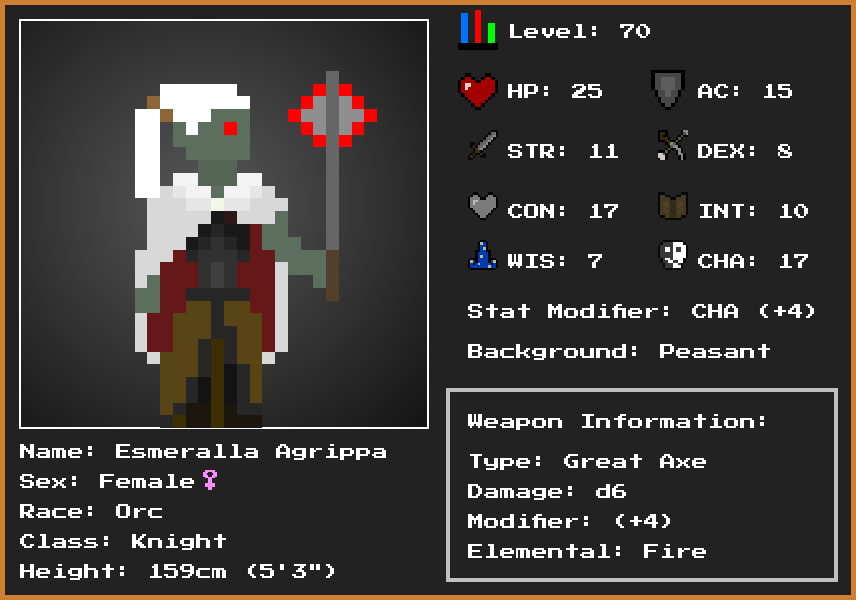 Level: 70
HP: 25 AC: 15
STR: 11 DEX: 8
CON: 17 INT: 10
WIS: 7 CHA: 17
Stat Modifier: CHA (+4)
Background: Peasant
Weapon Information:
Type: Great Axe
Damage: d6
Modifier: (+4)
Elemental: Fire
Name: Esmeralla Agrippa
Sex: Female♀
Race: Orc
Class: Knight
Height: 159cm (5'3")